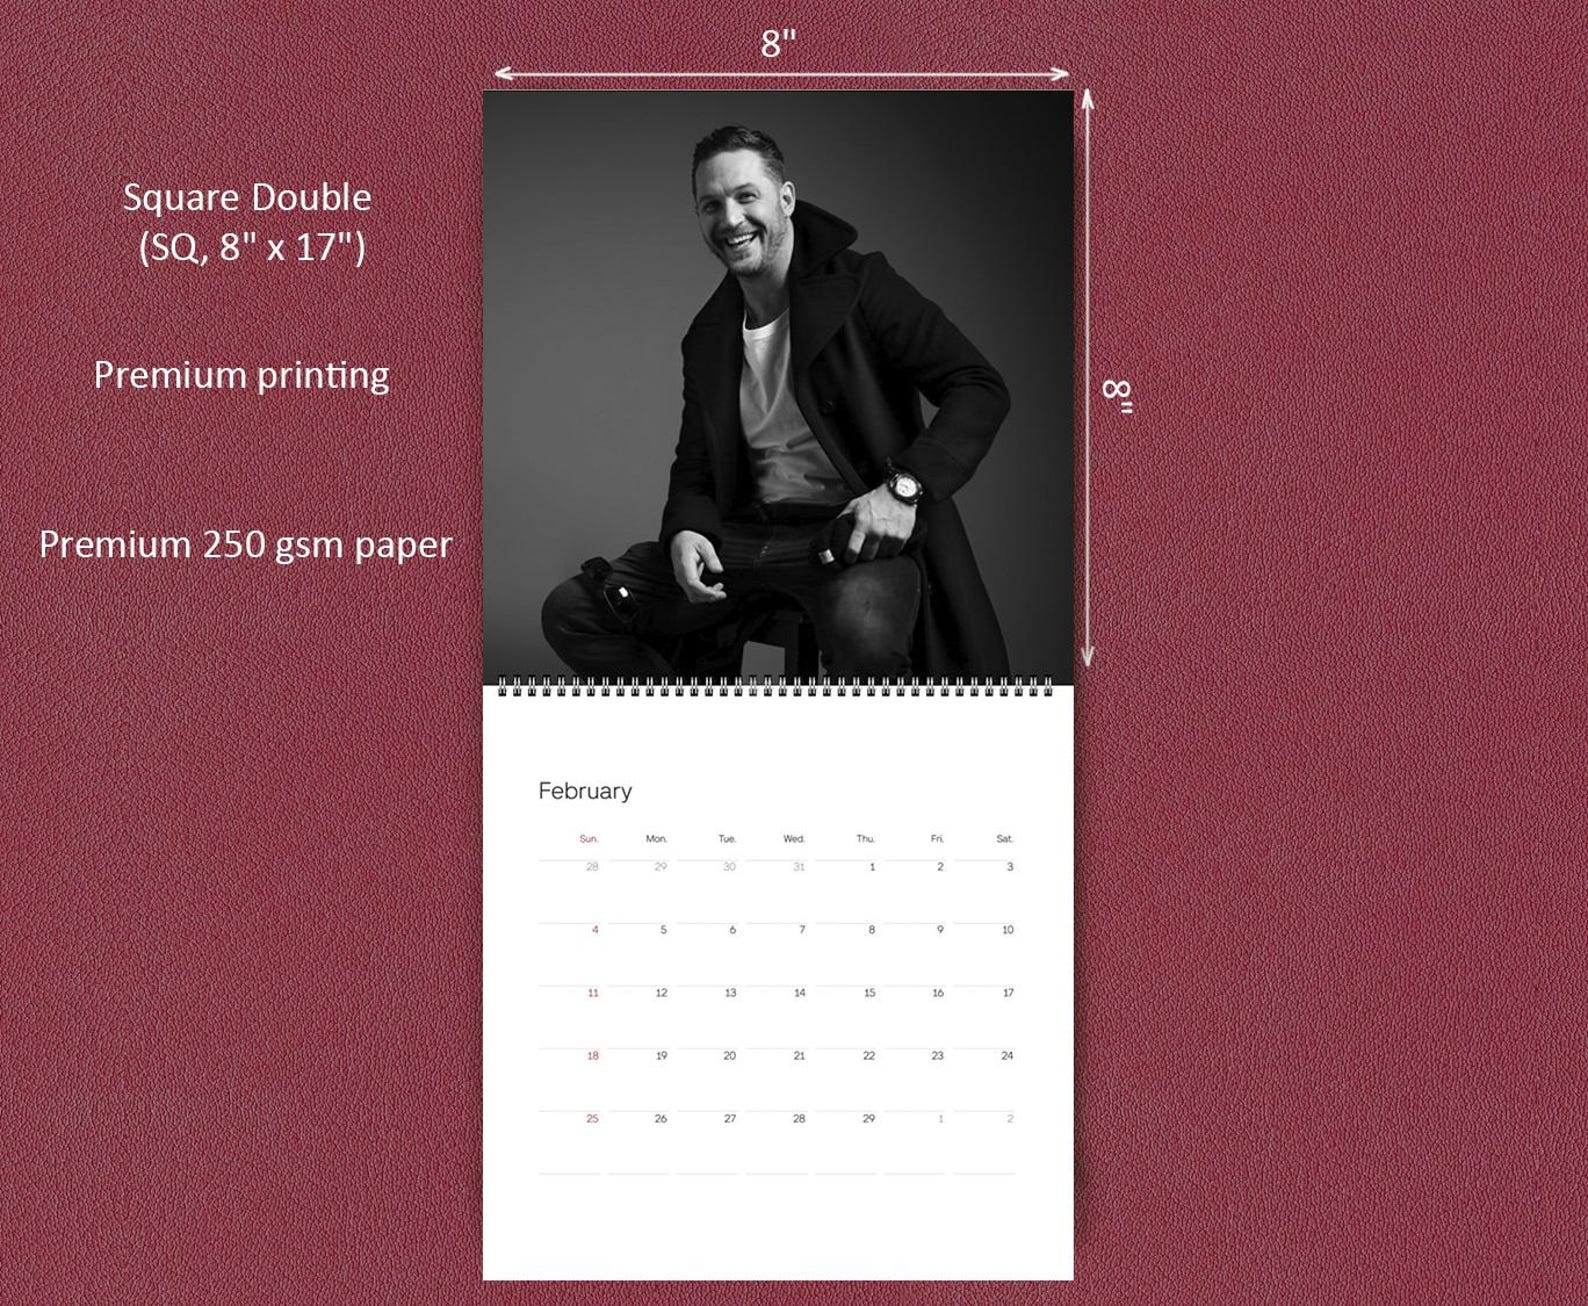 8"
Square Double
(SQ, 8" x 17")
8"
Premium printing
Premium 250 gsm paper
February
Sun. Mon. Tue. Wed. Thu. Fri. Sat.
28 29 30 31 1 2 3
4 5 6 7 8 9 10
11 12 13 14 15 16 17
18 19 20 21 22 23 24
25 26 27 28 29 1 2